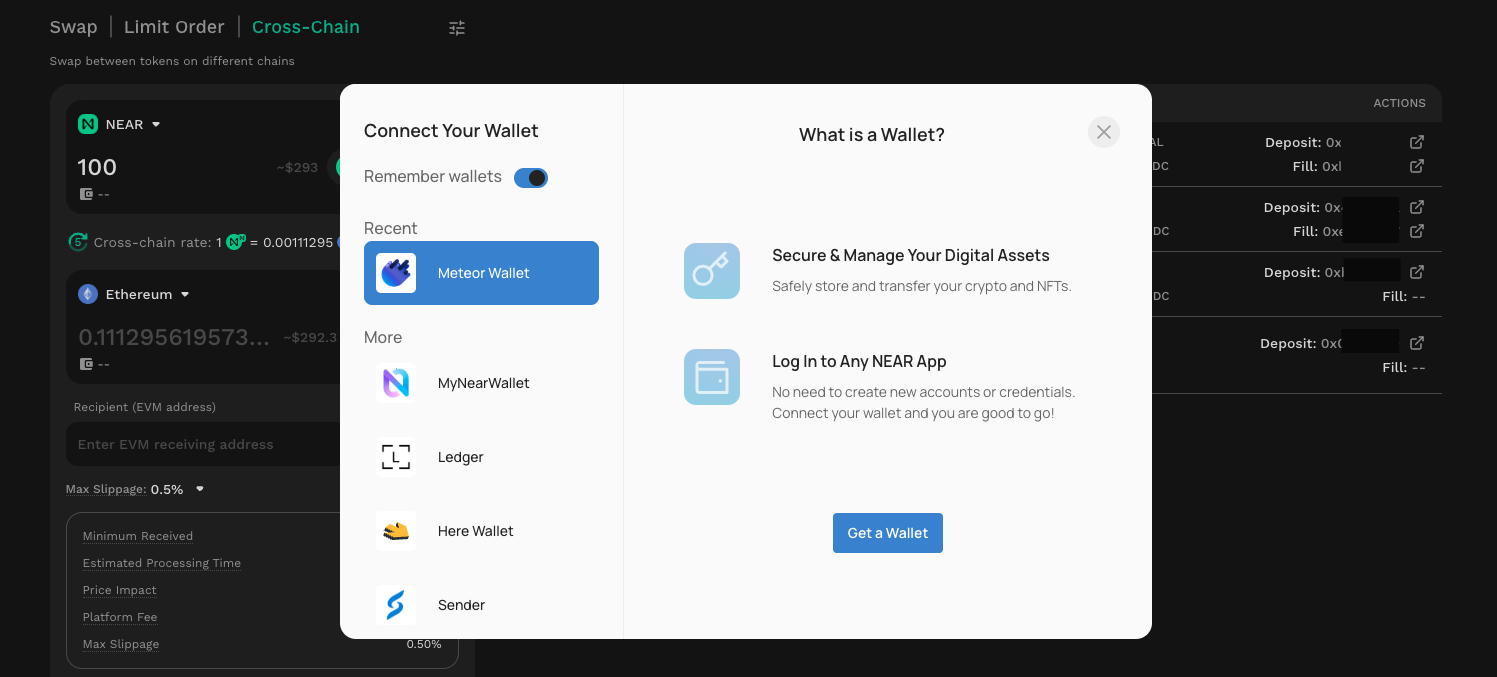 Swap | Limit Order | Cross-Chain
Swap between tokens on different chains
NEAR
100
~$293
--
Cross-chain rate: 1 = 0.00111295
Ethereum
0.111295619573...
~$292.3
--
Recipient (EVM address)
Enter EVM receiving address
Max Slippage: 0.5%
Minimum Received
Estimated Processing Time
Price Impact
Platform Fee
Max Slippage
0.50%
Connect Your Wallet
Remember wallets
Recent
Meteor Wallet
More
MyNearWallet
Ledger
Here Wallet
Sender
What is a Wallet?
Secure & Manage Your Digital Assets
Safely store and transfer your crypto and NFTs.
Log In to Any NEAR App
No need to create new accounts or credentials.
Connect your wallet and you are good to go!
Get a Wallet
ACTIONS
Deposit: 0x
Fill: 0x
DC
Deposit: 0x
DC
Fill: 0x
Deposit: 0x
DC
Fill: --
Deposit: 0x
Fill: --